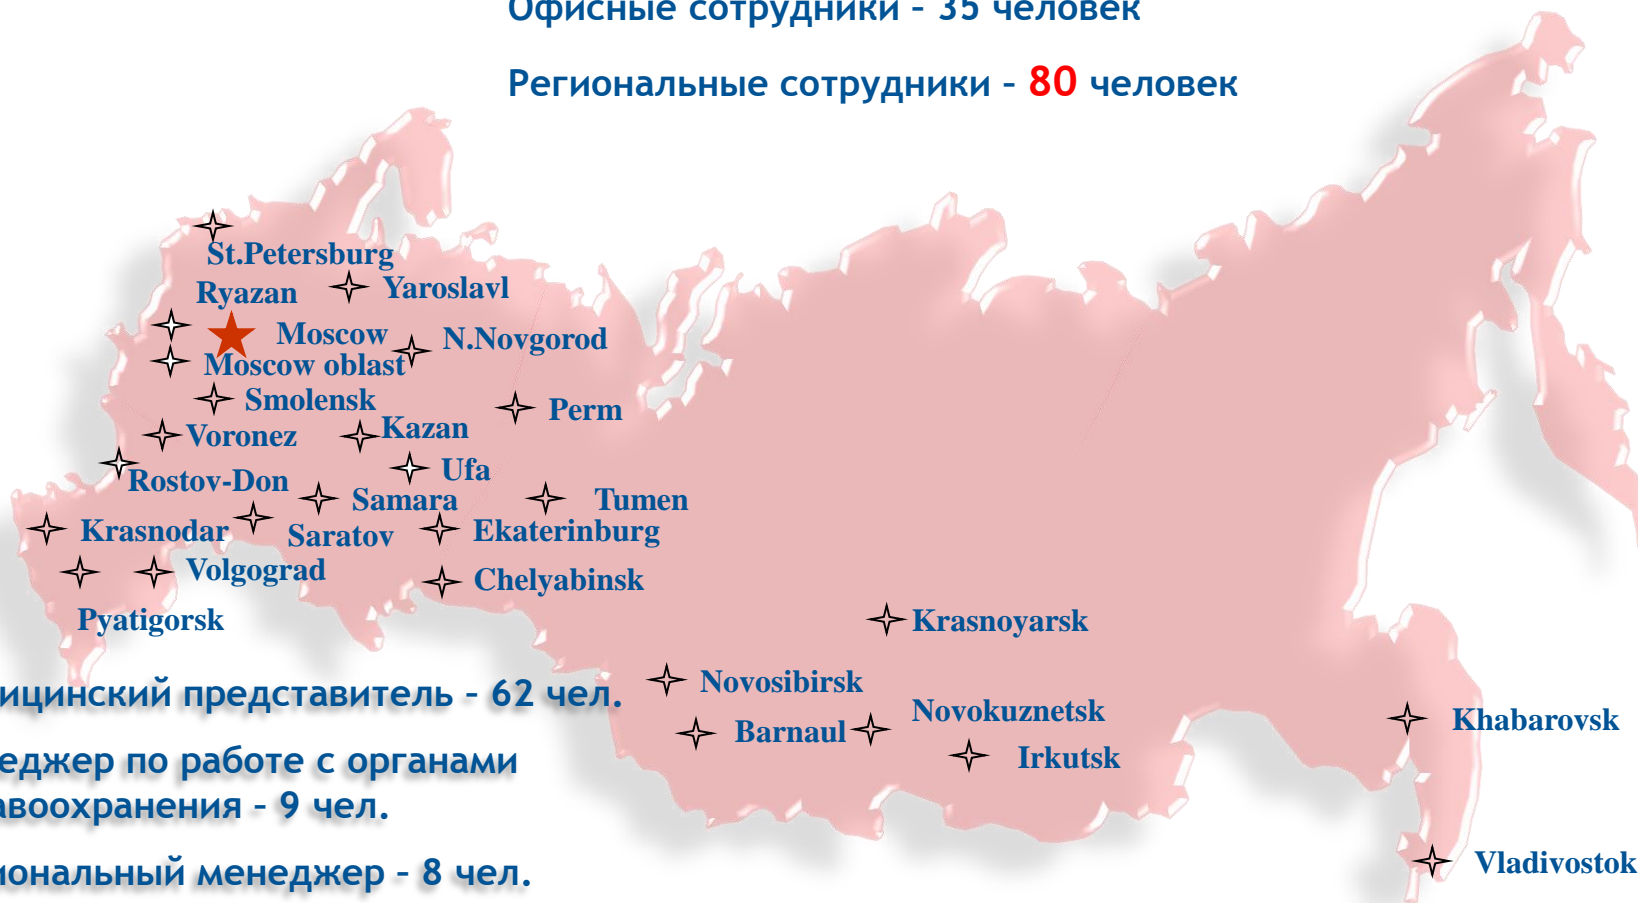 Офисные сотрудники – 35 человек
Региональные сотрудники – 80 человек
St.Petersburg
Ryazan
Yaroslavl
Moscow
N.Novgorod
Moscow oblast
Smolensk
Perm
Voronez
Kazan
Ufa
Rostov-Don
Samara
Tumen
Krasnodar
Saratov
Ekaterinburg
Volgograd
Chelyabinsk
Pyatigorsk
Krasnoyarsk
Novosibirsk
Novokuznetsk
Barnaul
Khabarovsk
Irkutsk
Vladivostok
ицинский представитель – 62 чел.
еджер по работе с органами
авоохранения – 9 чел.
иональный менеджер – 8 чел.